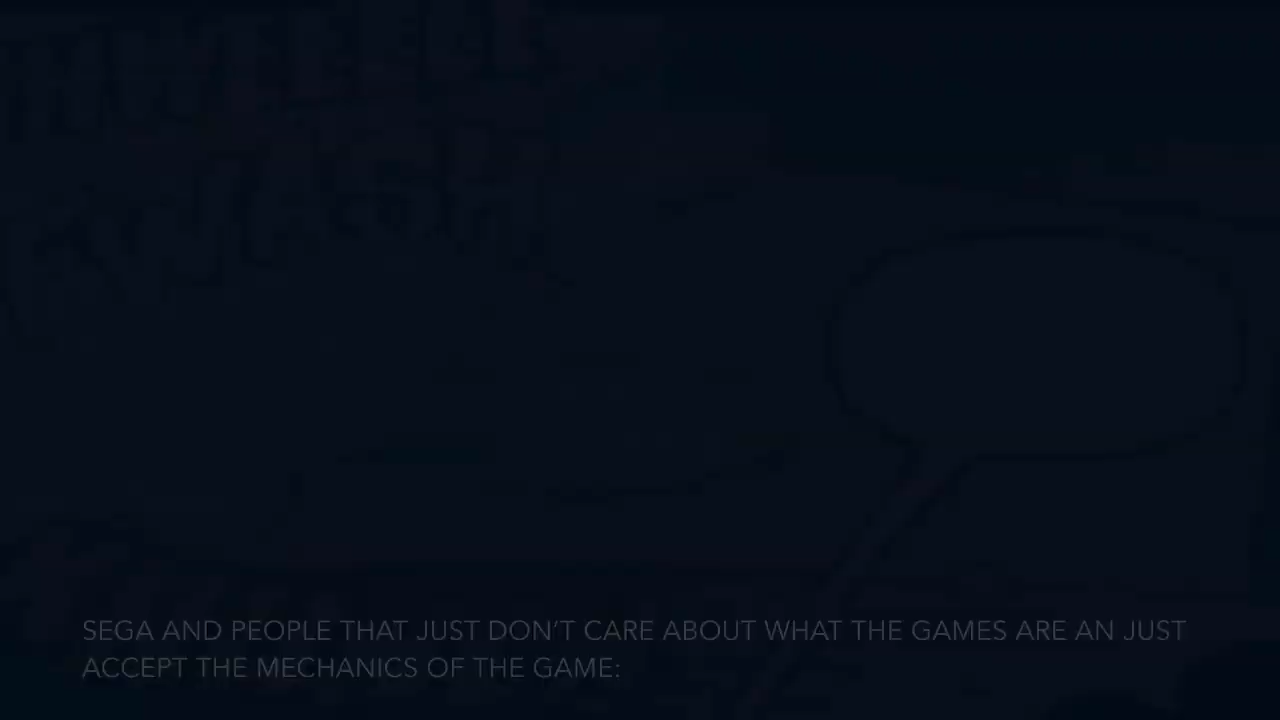 SEGA AND PEOPLE THAT JUST DON'T CARE ABOUT WHAT THE GAMES ARE AN JUST
ACCEPT THE MECHANICS OF THE GAME: